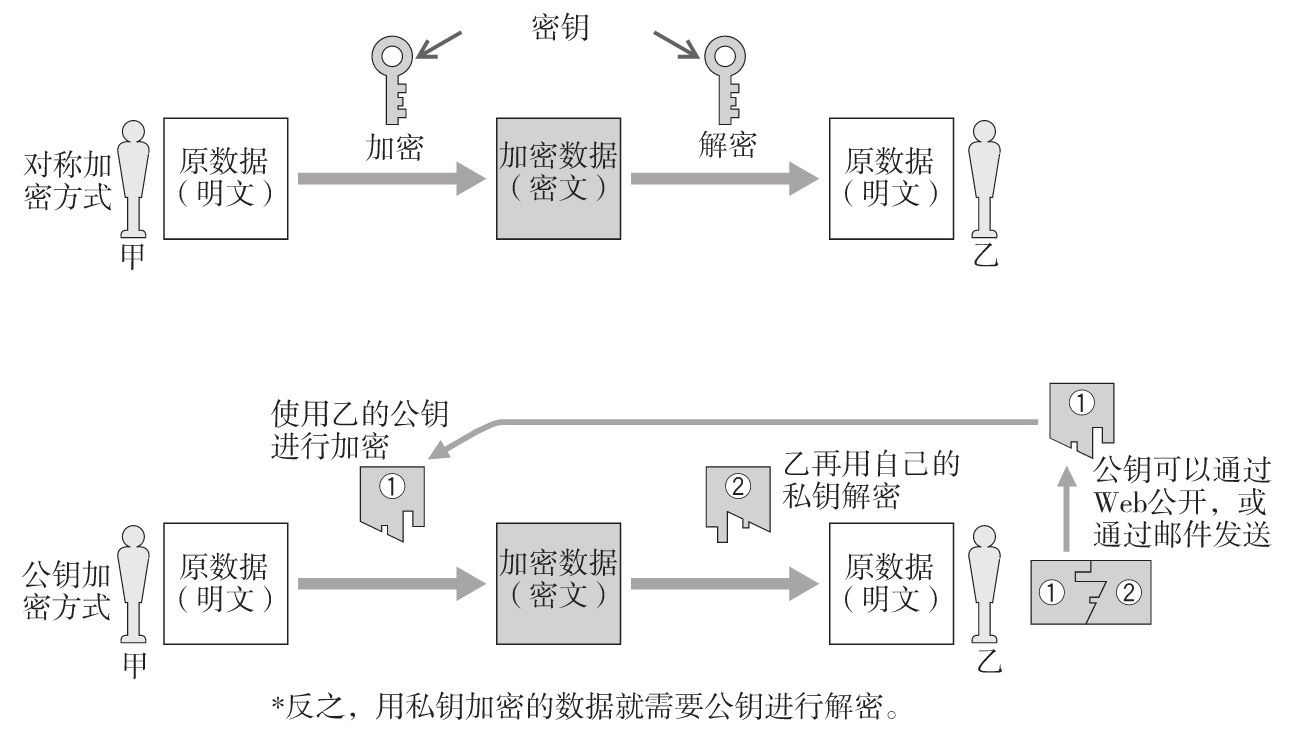 密钥
加密
解密
对称加
密方式
原数据
（明文）
加密数据
（密文）
原数据
（明文）
甲
乙
使用乙的公钥
进行加密
①
①
②
乙再用自己的
私钥解密
公钥可以通过
Web公开，或
通过邮件发送
公钥加
密方式
原数据
（明文）
加密数据
（密文）
原数据
（明文）
① ②
甲
乙
*反之，用私钥加密的数据就需要公钥进行解密。